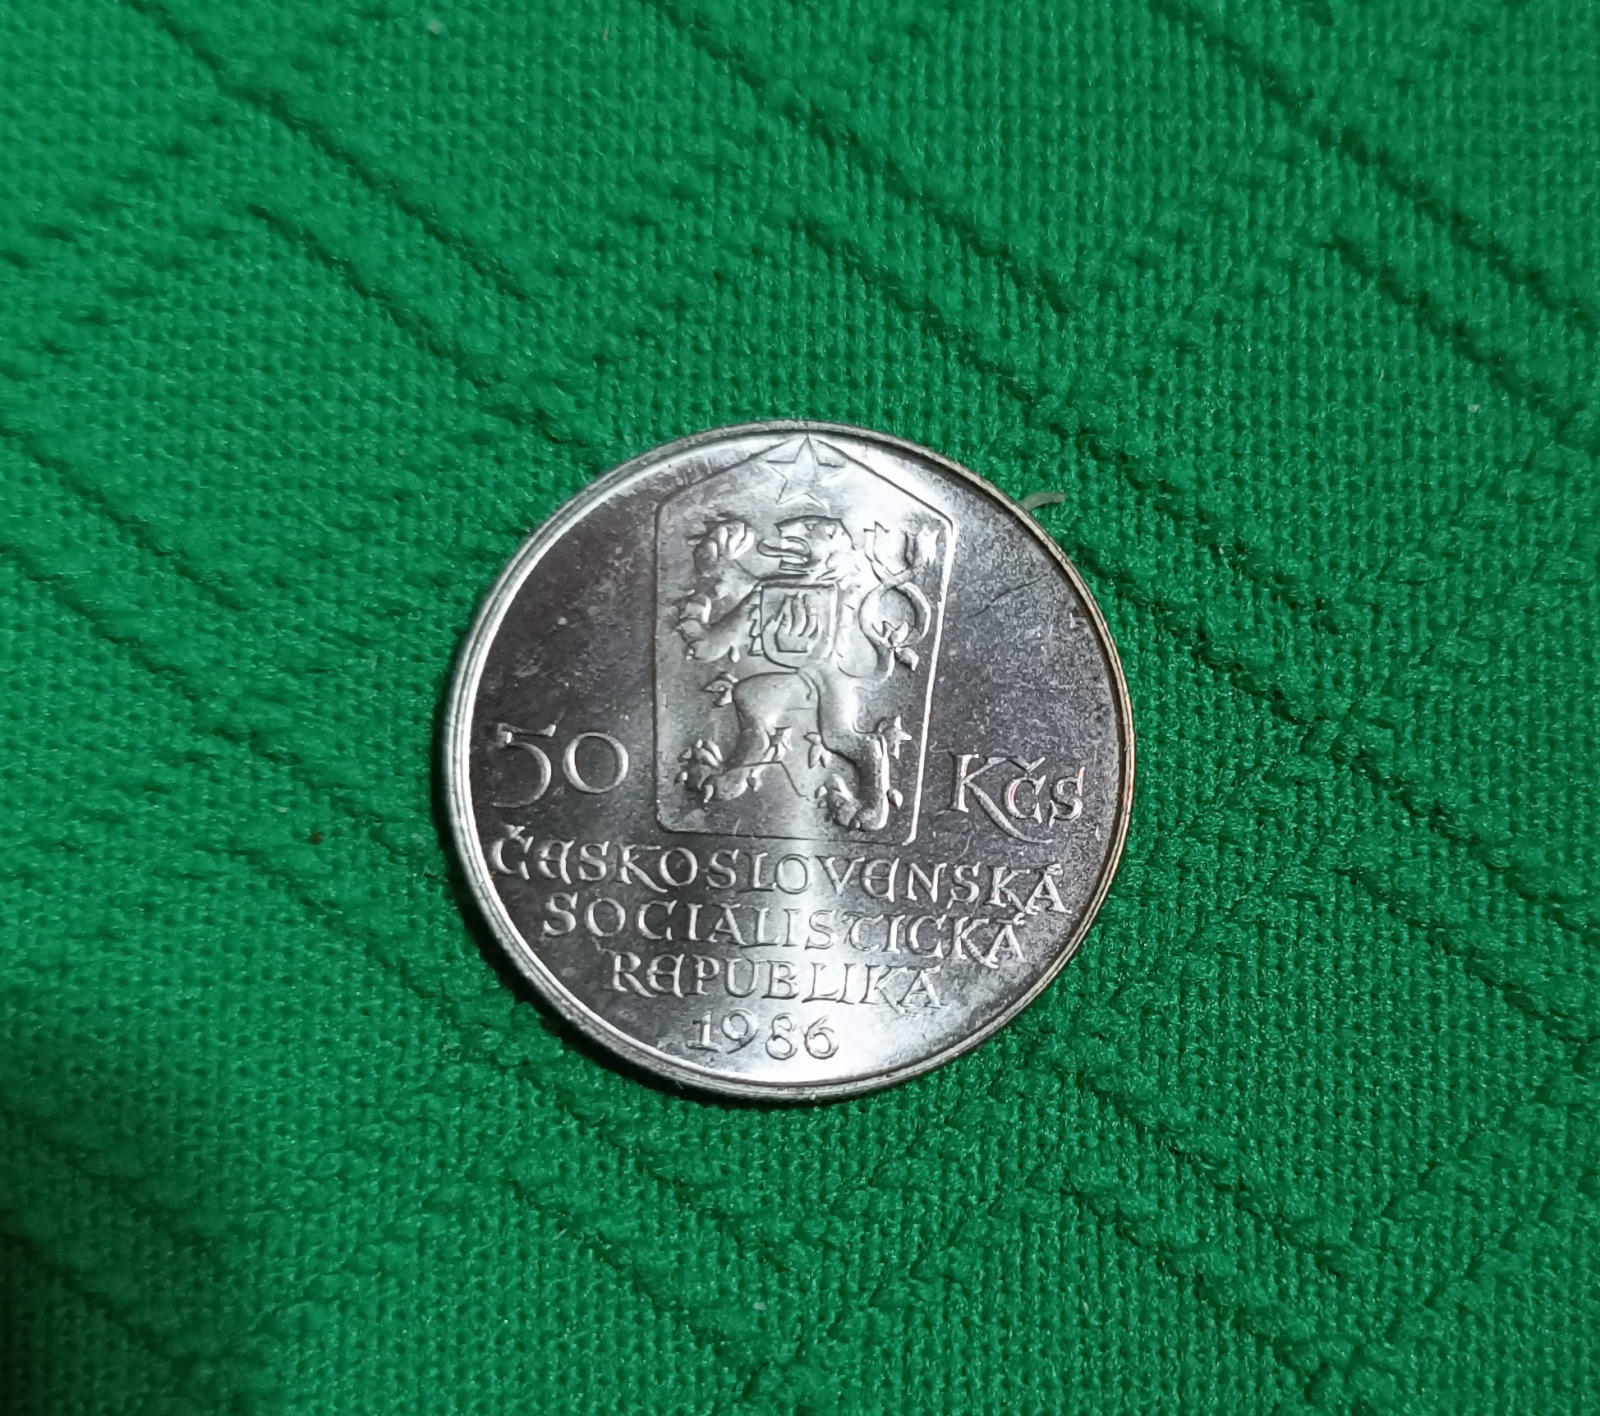 50 Kčs
ČESKOSLOVENSKÁ
SOCIALISTICKÁ
REPUBLIKA
1986